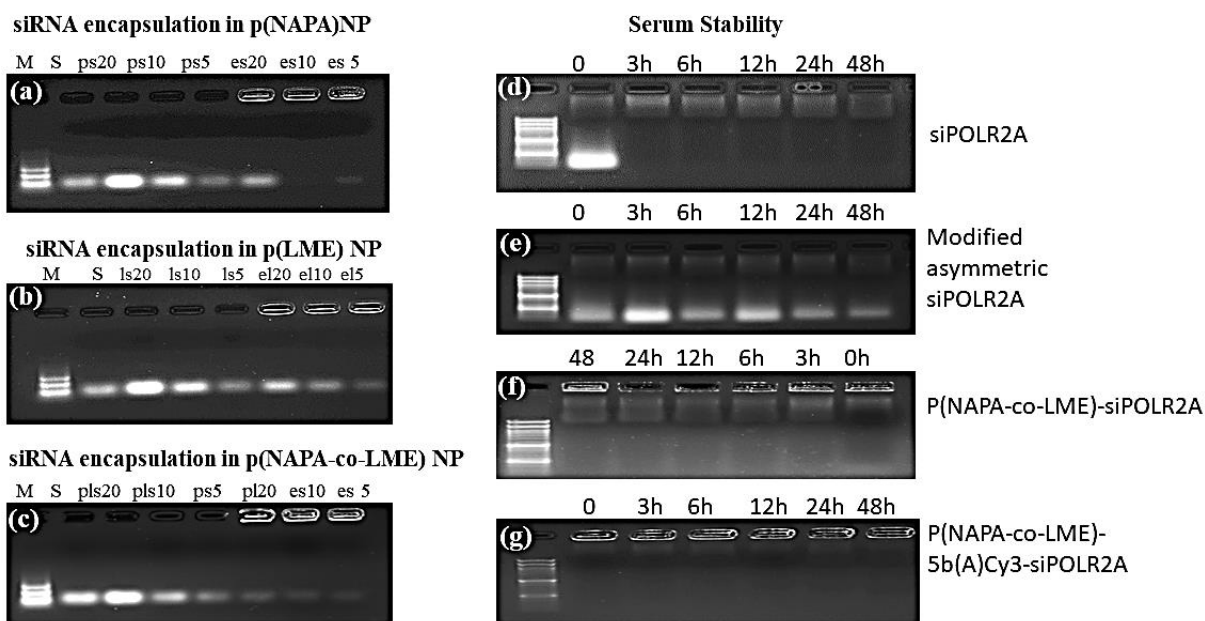 siRNA encapsulation in p(NAPA)NP
M S ps20 ps10 ps5 es20 es10 es 5
(a)
siRNA encapsulation in p(LME) NP
M S ls20 ls10 ls5 el20 el10 el5
(b)
siRNA encapsulation in p(NAPA-co-LME) NP
M S pls20 pls10 ps5 pl20 es10 es 5
(c)
Serum Stability
0 3h 6h 12h 24h 48h
(d)
siPOLR2A
0 3h 6h 12h 24h 48h
(e)
Modified
asymmetric
siPOLR2A
48 24h 12h 6h 3h 0h
(f)
P(NAPA-co-LME)-siPOLR2A
0 3h 6h 12h 24h 48h
(g)
P(NAPA-co-LME)-
5b(A)Cy3-siPOLR2A